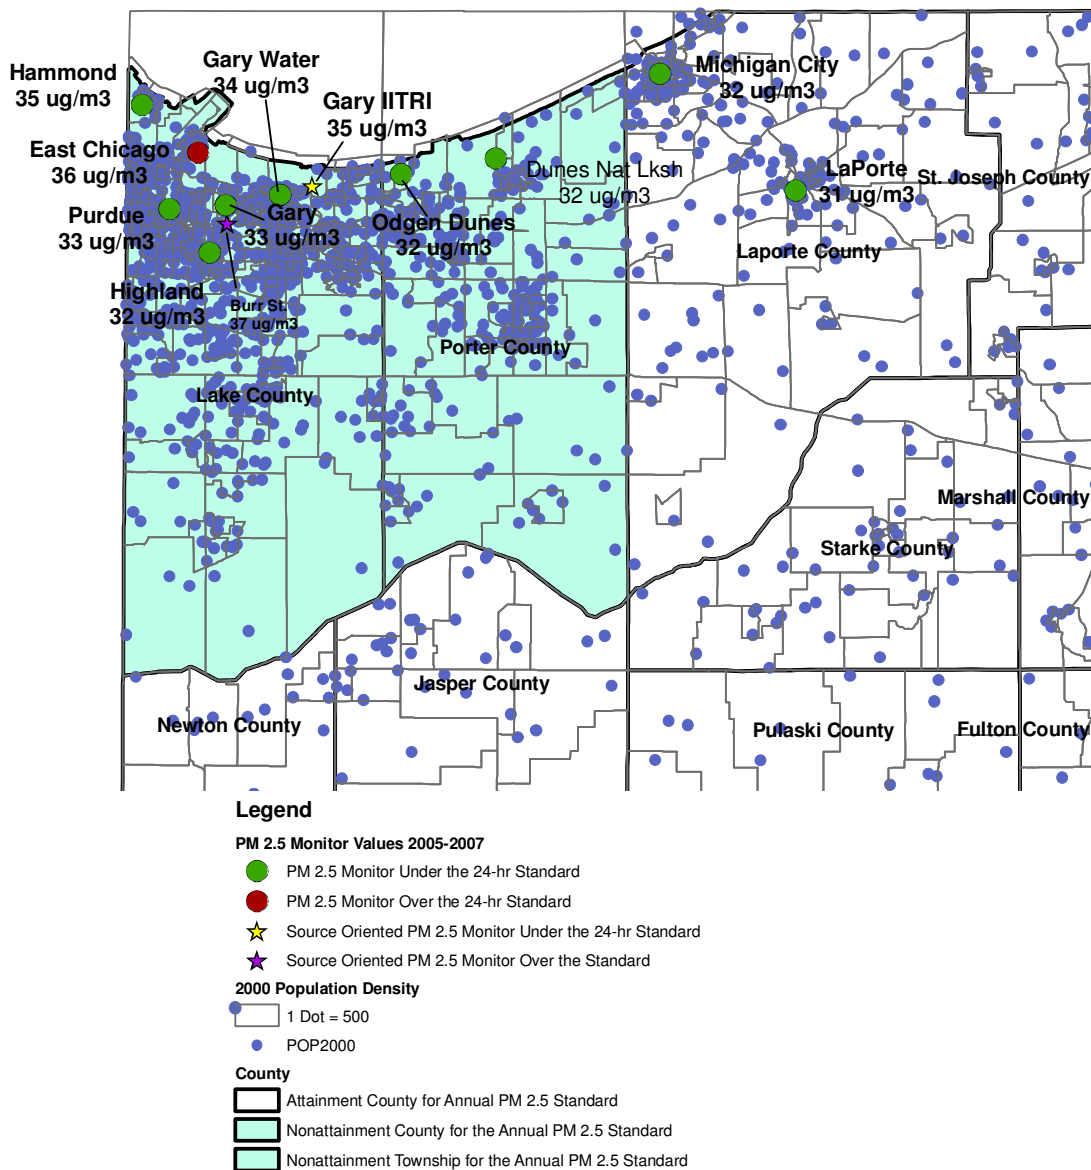 Hammond
35 ug/m3
Gary Water
34 ug/m3
Gary IITRI
35 ug/m3
Michigan City
32 ug/m3
East Chicago
36 ug/m3
Dunes Nat Lksh
32 ug/m3
LaPorte
31 ug/m3
St. Joseph County
Purdue
33 ug/m3
Gary
33 ug/m3
Odgen Dunes
32 ug/m3
Laporte County
Highland
32 ug/m3
Burr St.
37 ug/m3
Porter County
Lake County
Marshall County
Starke County
Jasper County
Newton County
Pulaski County
Fulton County
Legend
PM 2.5 Monitor Values 2005-2007
PM 2.5 Monitor Under the 24-hr Standard
PM 2.5 Monitor Over the 24-hr Standard
Source Oriented PM 2.5 Monitor Under the 24-hr Standard
Source Oriented PM 2.5 Monitor Over the Standard
2000 Population Density
1 Dot = 500
POP2000
County
Attainment County for Annual PM 2.5 Standard
Nonattainment County for the Annual PM 2.5 Standard
Nonattainment Township for the Annual PM 2.5 Standard